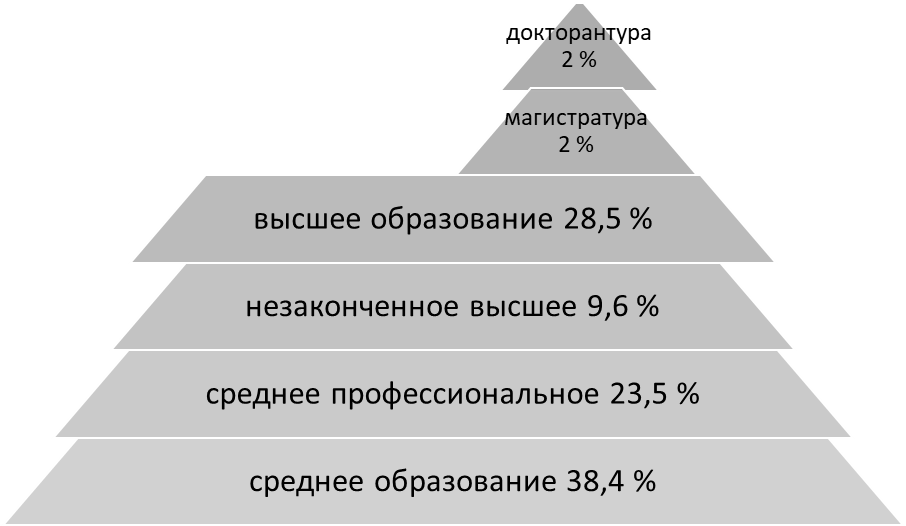 докторантура
2 %
магистратура
2 %
высшее образование 28,5 %
незаконченное высшее 9,6 %
среднее профессиональное 23,5 %
среднее образование 38,4 %